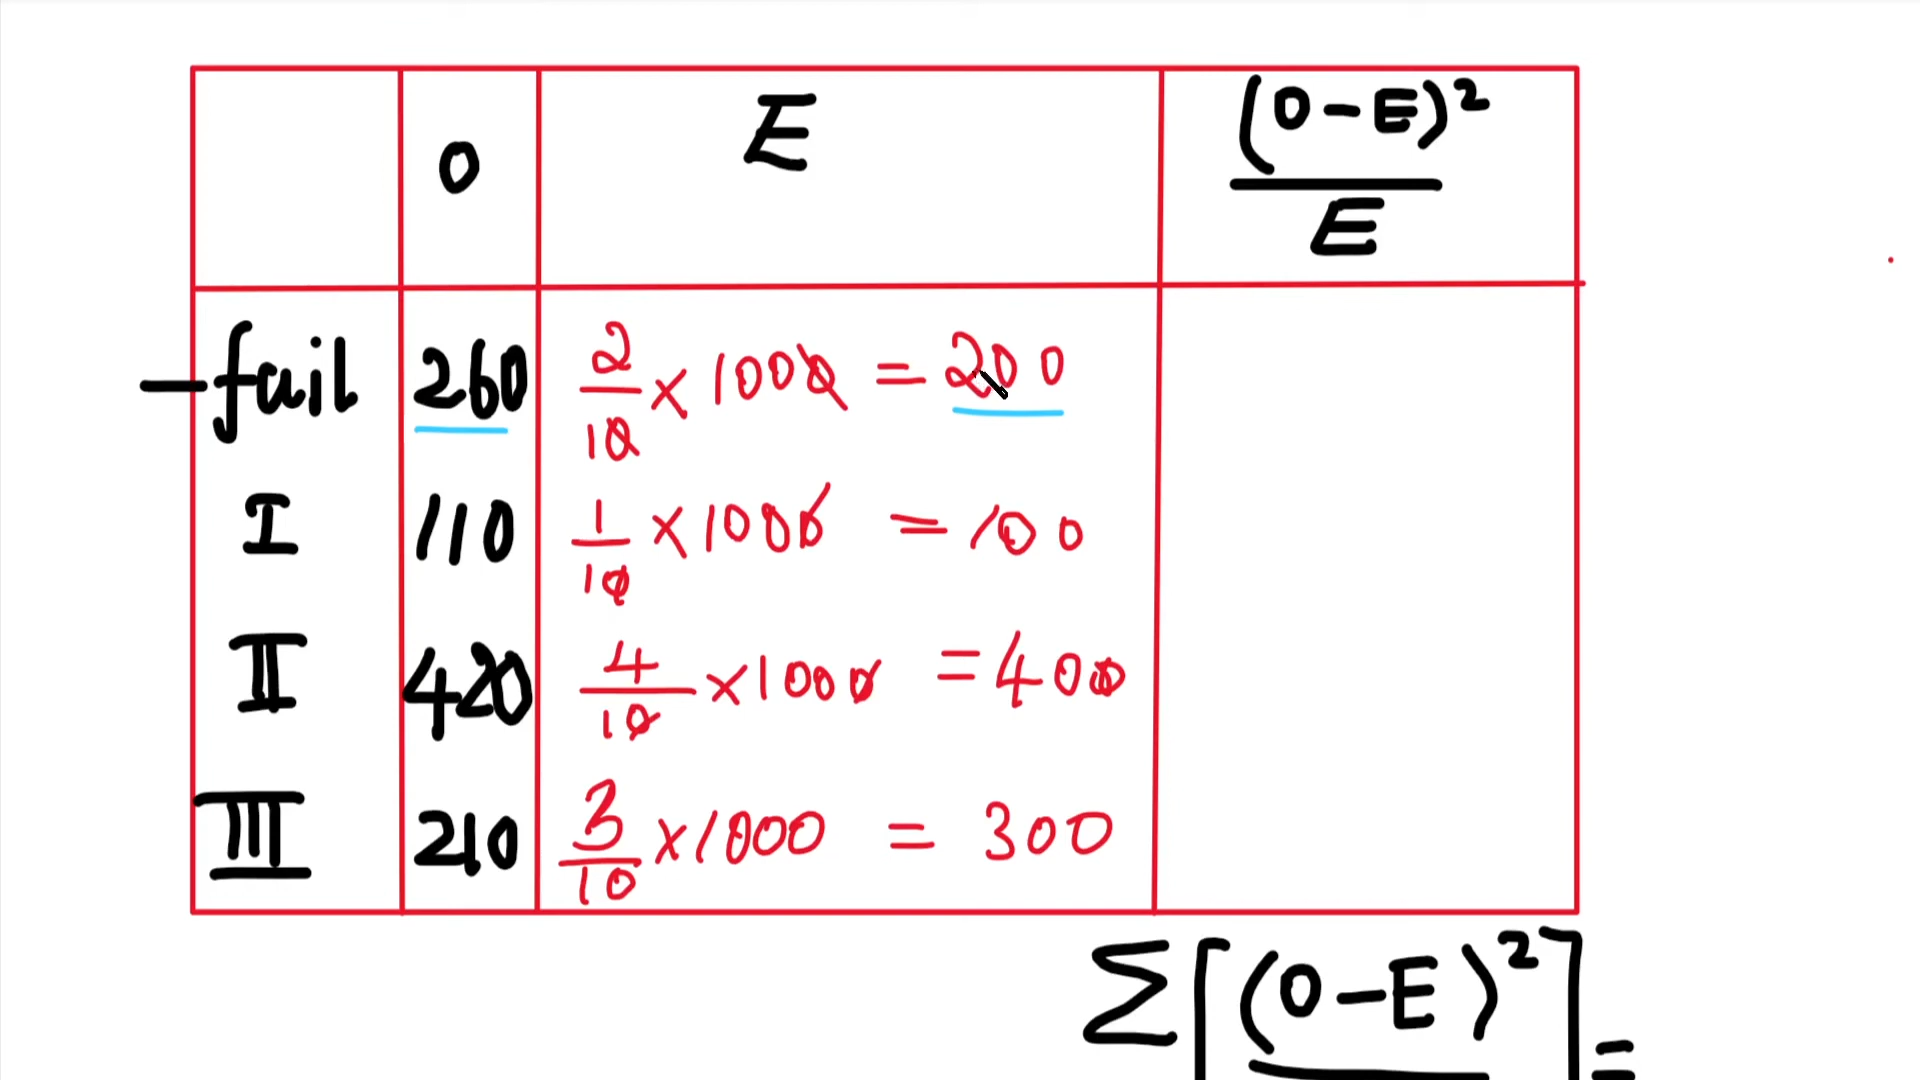 O E (O-E)²/E
fail 260 2/10 × 1000 = 200
I 110 1/10 × 1000 = 100
II 420 4/10 × 1000 = 400
III 210 3/10 × 1000 = 300
Σ[(O-E)²] =